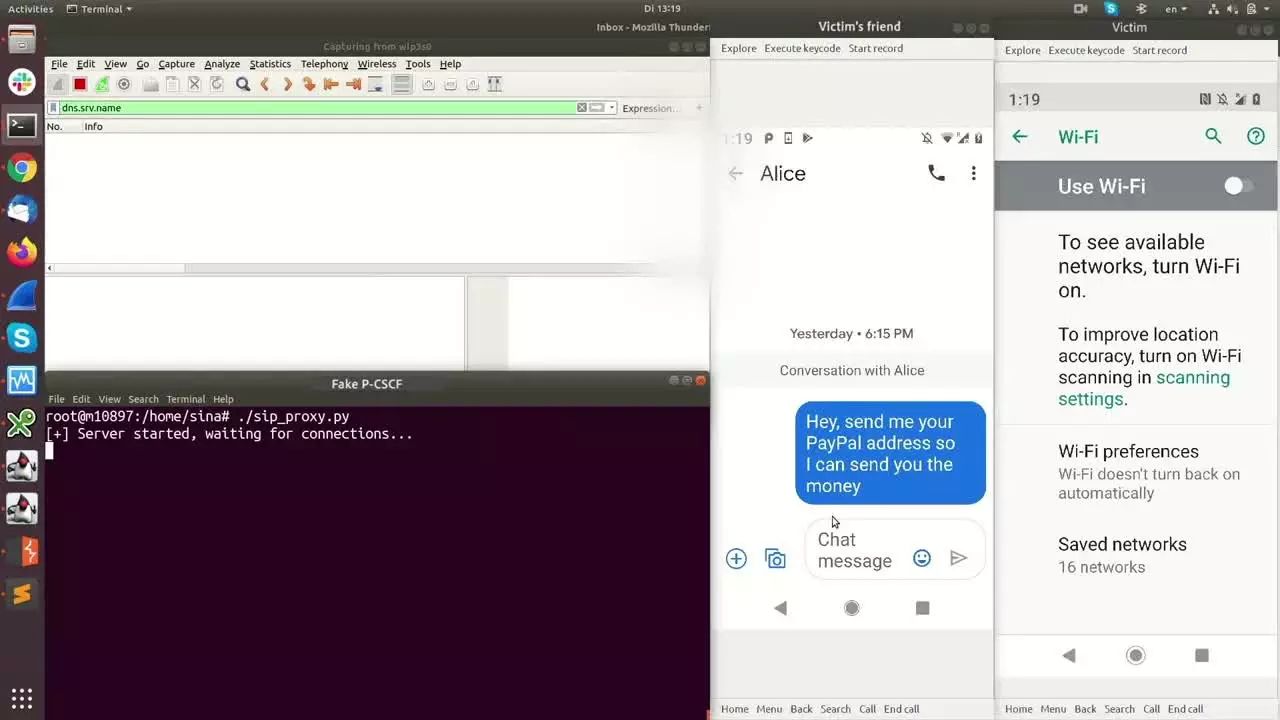 Activities
Terminal
Di 13:19
en
Inbox - Mozilla Thunder
Capturing from wlp3s0
File Edit View Go Capture Analyze Statistics Telephony Wireless Tools Help
dns.srv.name
Expression...
No. Info
Fake P-CSCF
File Edit View Search Terminal Help
root@m10897:/home/sina# ./sip_proxy.py
[+] Server started, waiting for connections...
Victim's friend
Explore Execute keycode Start record
1:19
Alice
Yesterday • 6:15 PM
Conversation with Alice
Hey, send me your
PayPal address so
I can send you the
money
Chat
message
Home Menu Back Search Call End call
Victim
Explore Execute keycode Start record
1:19
Wi-Fi
Use Wi-Fi
To see available
networks, turn Wi-Fi
on.
To improve location
accuracy, turn on Wi-Fi
scanning in scanning
settings.
Wi-Fi preferences
Wi-Fi doesn't turn back on
automatically
Saved networks
16 networks
Home Menu Back Search Call End call